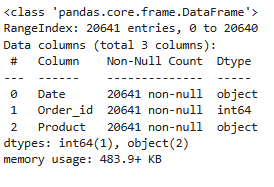 <class 'pandas.core.frame.DataFrame'>
RangeIndex: 20641 entries, 0 to 20640
Data columns (total 3 columns):
 #   Column    Non-Null Count  Dtype
---  ------    --------------  -----
 0   Date      20641 non-null  object
 1   Order_id  20641 non-null  int64
 2   Product   20641 non-null  object
dtypes: int64(1), object(2)
memory usage: 483.9+ KB